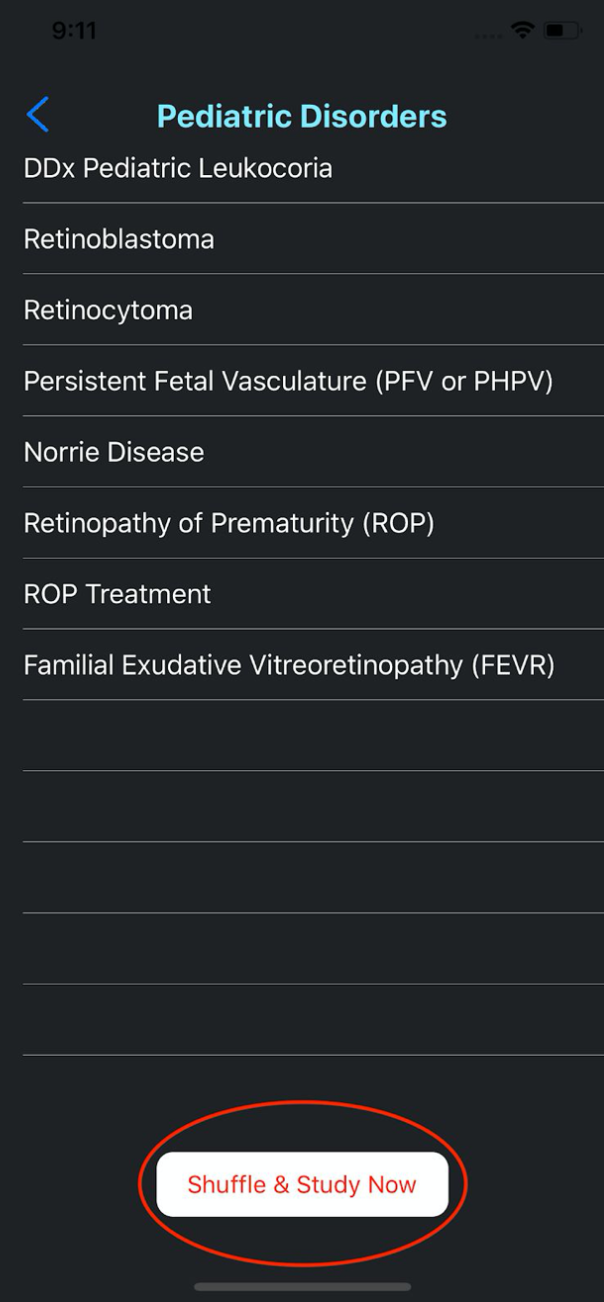 9:11
Pediatric Disorders
DDx Pediatric Leukocoria
Retinoblastoma
Retinocytoma
Persistent Fetal Vasculature (PFV or PHPV)
Norrie Disease
Retinopathy of Prematurity (ROP)
ROP Treatment
Familial Exudative Vitreoretinopathy (FEVR)
Shuffle & Study Now